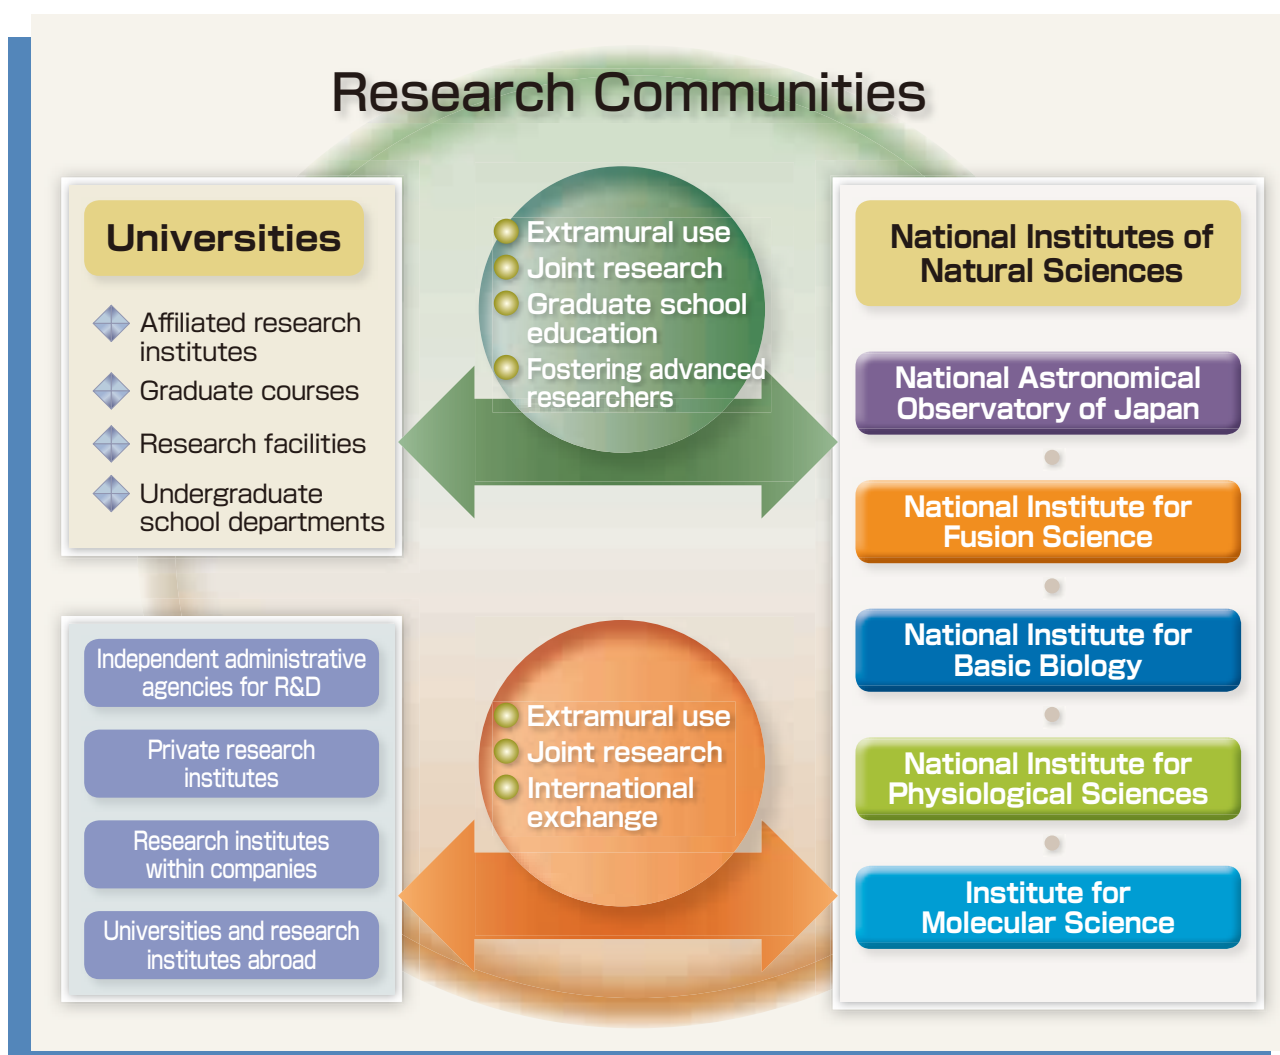 Research Communities
Universities
Affiliated research
institutes
Graduate courses
Research facilities
Undergraduate
school departments
Extramural use
Joint research
Graduate school
education
Fostering advanced
researchers
National Institutes of
Natural Sciences
National Astronomical
Observatory of Japan
National Institute for
Fusion Science
National Institute for
Basic Biology
National Institute for
Physiological Sciences
Institute for
Molecular Science
Independent administrative
agencies for R&D
Private research
institutes
Research institutes
within companies
Universities and research
institutes abroad
Extramural use
Joint research
International
exchange